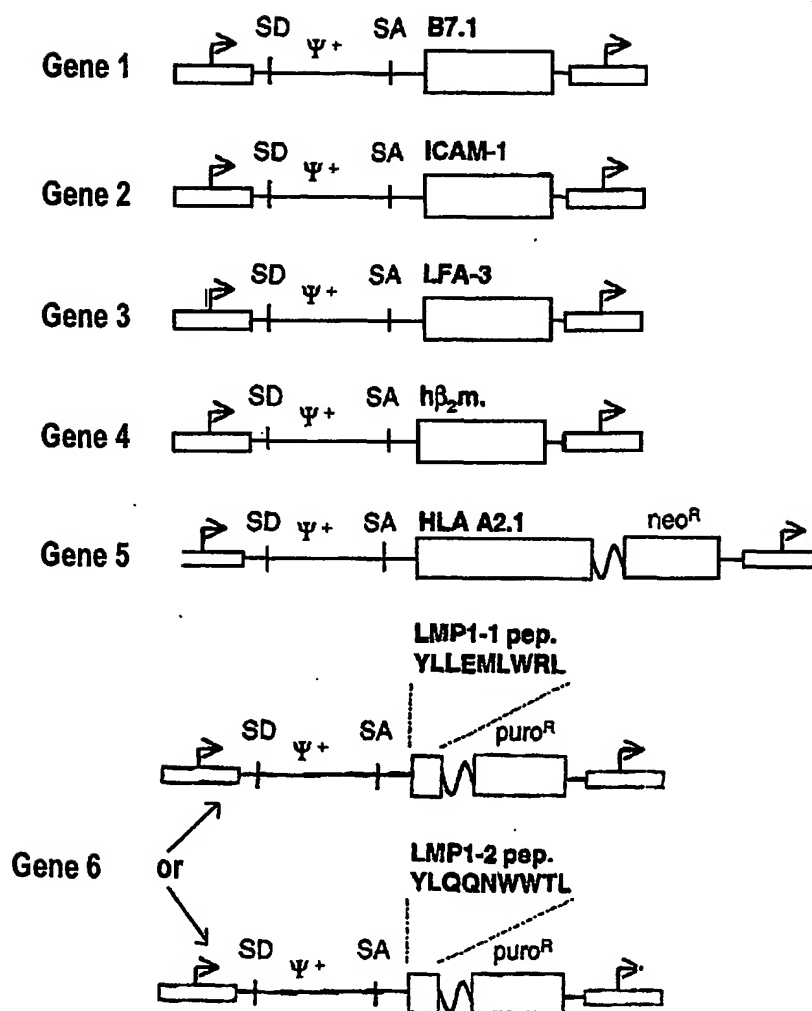 SD Ψ+ SA B7.1
Gene 1
SD Ψ+ SA ICAM-1
Gene 2
SD Ψ+ SA LFA-3
Gene 3
SD Ψ+ SA hβ₂m.
Gene 4
SD Ψ+ SA HLA A2.1 neoᴿ
Gene 5
LMP1-1 pep.
YLLEMLWRL
SD Ψ+ SA puroᴿ
Gene 6 or
LMP1-2 pep.
YLQQNWWTL
SD Ψ+ SA puroᴿ